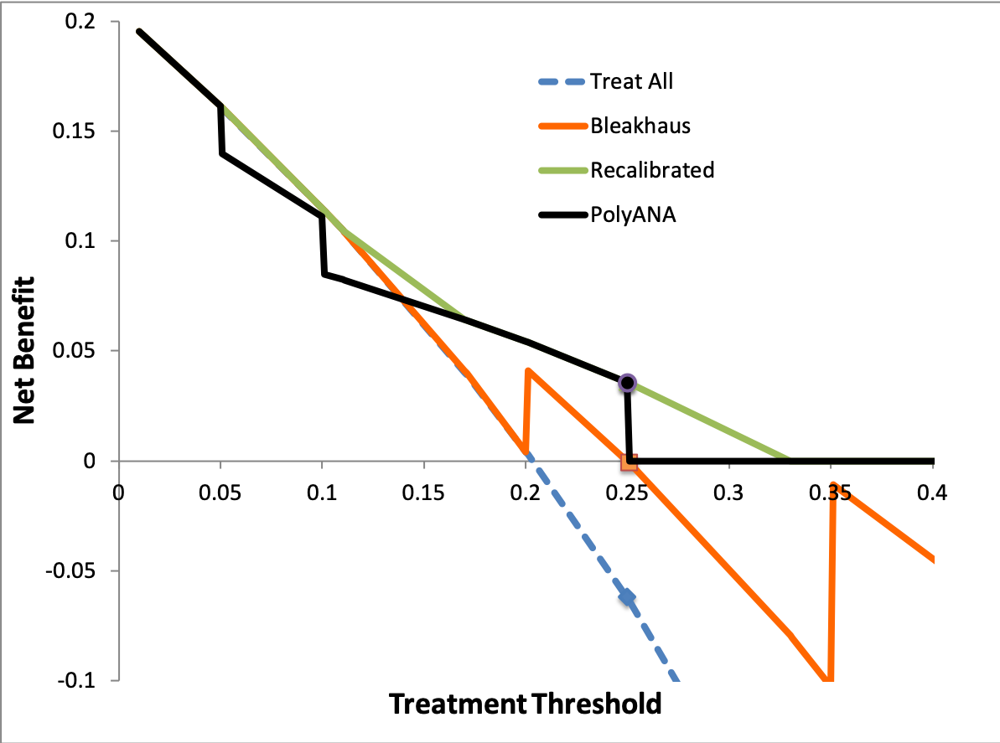 0.2
Treat All
0.15
Bleakhaus
Recalibrated
PolyANA
0.1
Net Benefit
0.05
0
0 0.05 0.1 0.15 0.2 0.25 0.3 0.35 0.4
-0.05
-0.1
Treatment Threshold